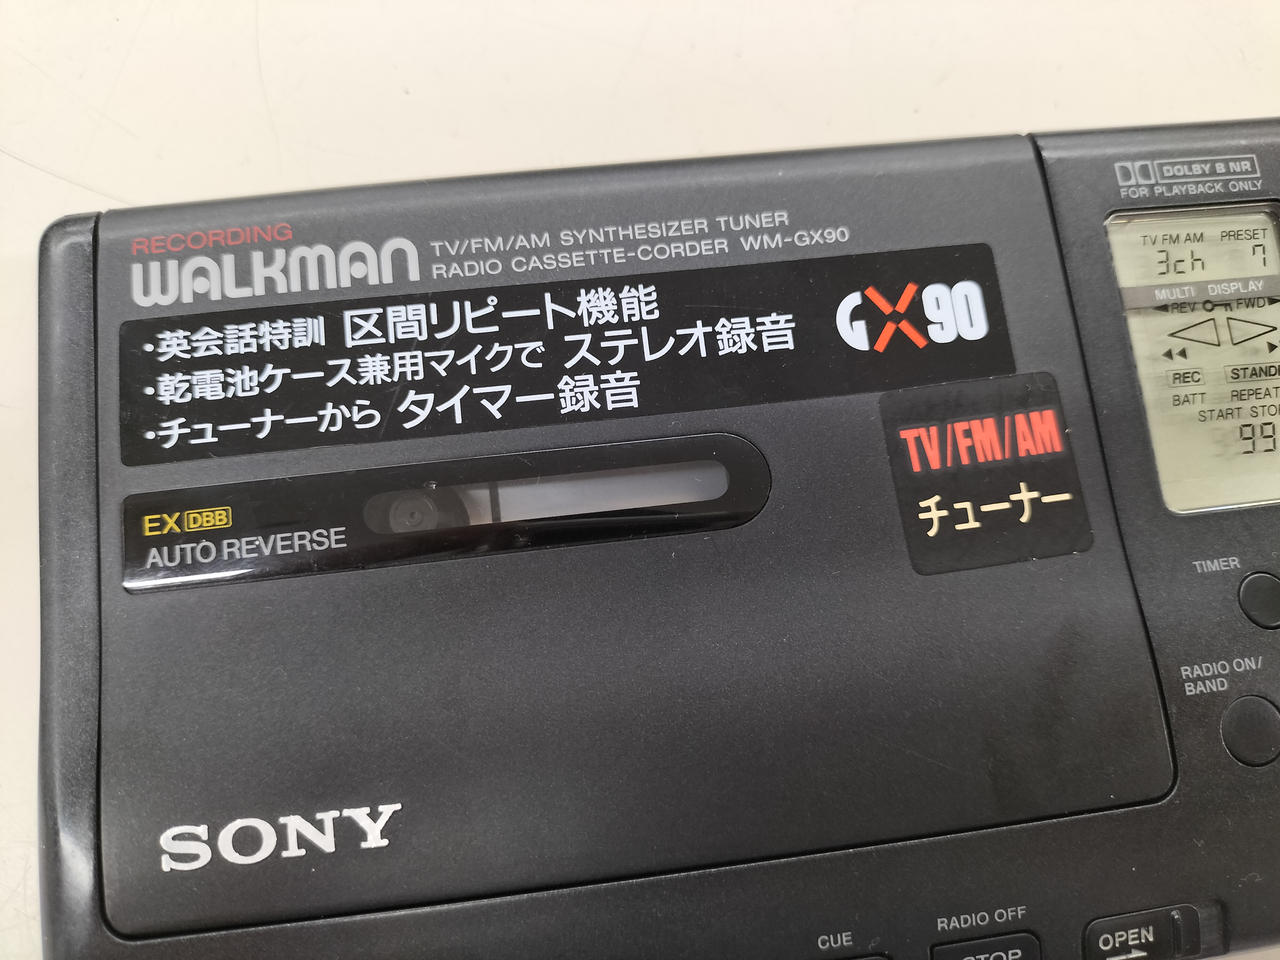 RECORDING
WALKMAN
TV/FM/AM SYNTHESIZER TUNER
RADIO CASSETTE-CORDER WM-GX90
・英会話特訓 区間リピート機能
・乾電池ケース兼用マイクで ステレオ録音
・チューナーから タイマー録音
GX90
TV/FM/AM
チューナー
EX DBB
AUTO REVERSE
SONY
DOLBY B NR
FOR PLAYBACK ONLY
TV FM AM PRESET
3ch 7
MULTI DISPLAY
REV FWD
REC
BATT REPEAT
START
99
TIMER
RADIO ON/
BAND
CUE
RADIO OFF
STOP
OPEN